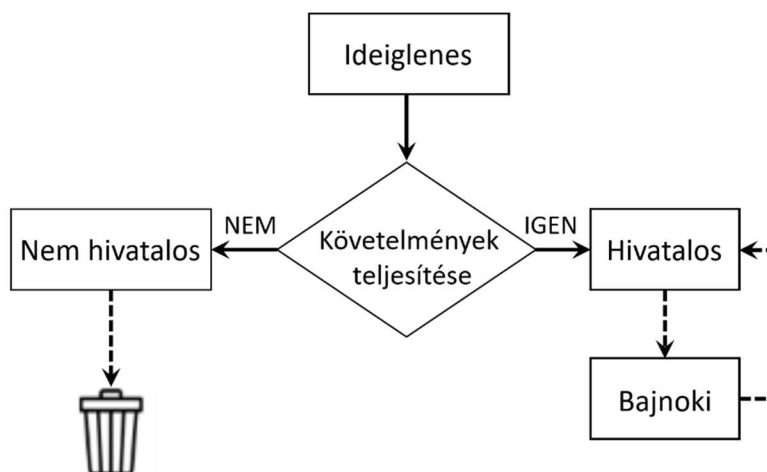 Ideiglenes
NEM
IGEN
Nem hivatalos
Követelmények
teljesítése
Hivatalos
Bajnoki